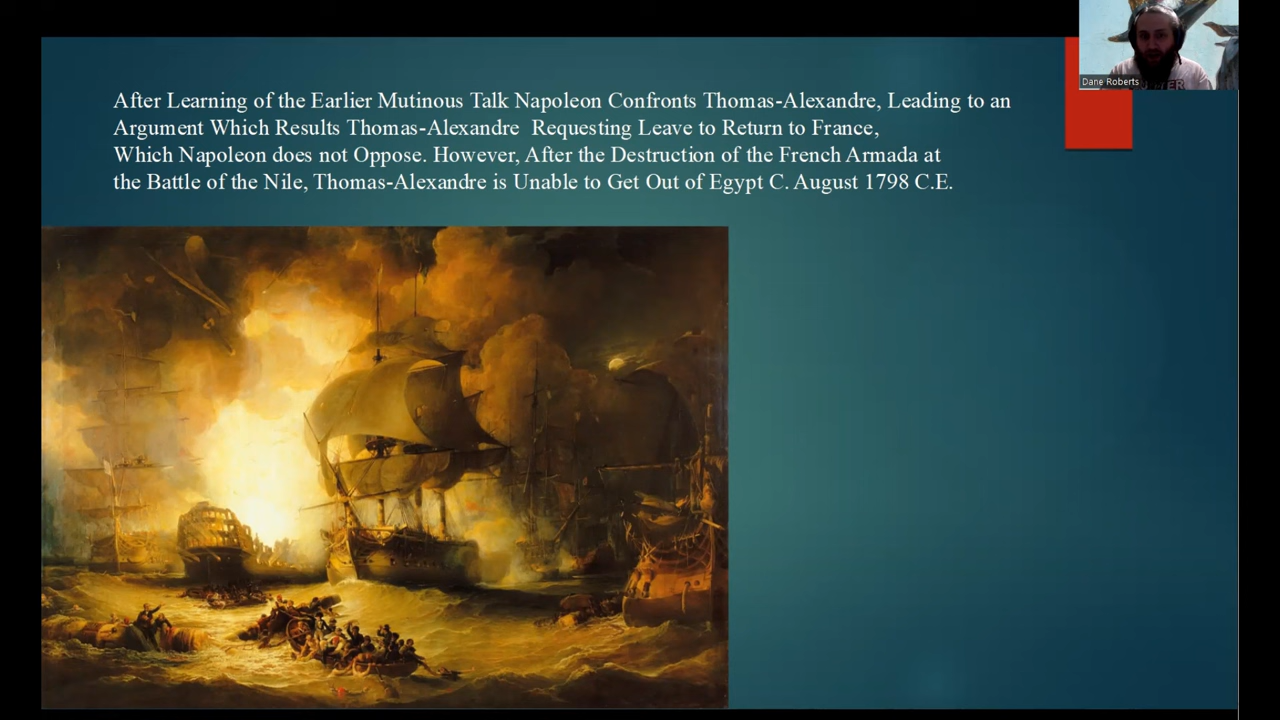 After Learning of the Earlier Mutinous Talk Napoleon Confronts Thomas-Alexandre, Leading to an
Argument Which Results Thomas-Alexandre  Requesting Leave to Return to France,
Which Napoleon does not Oppose. However, After the Destruction of the French Armada at
the Battle of the Nile, Thomas-Alexandre is Unable to Get Out of Egypt C. August 1798 C.E.
Dane Roberts